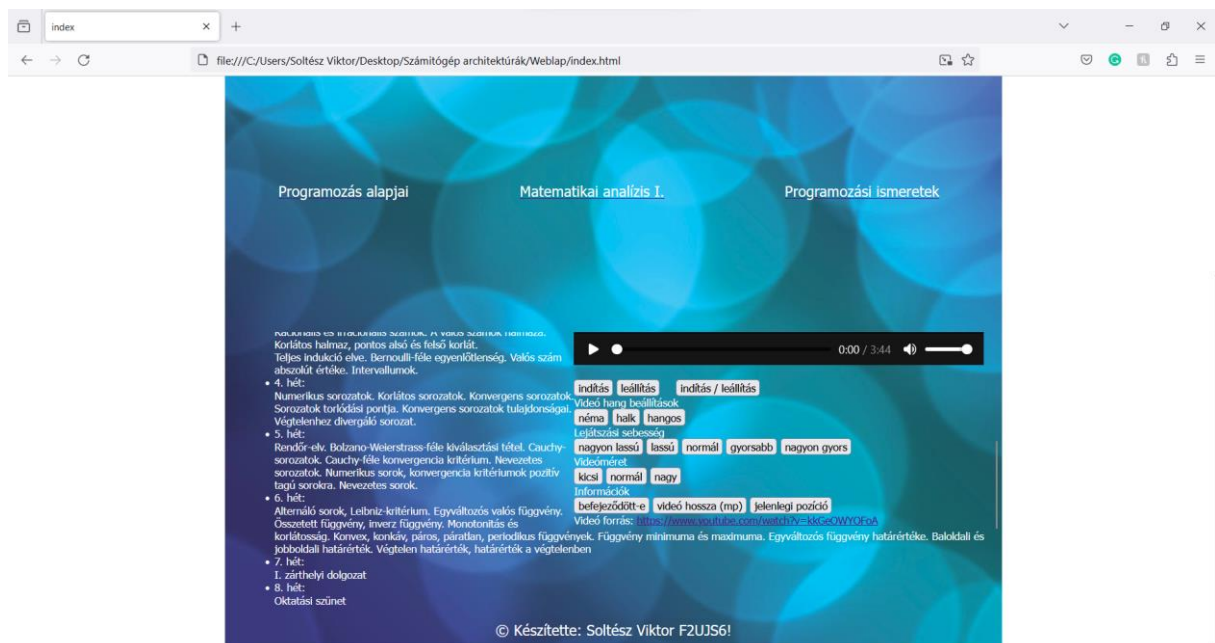 index
file:///C:/Users/Soltész Viktor/Desktop/Számítógép architektúrák/Weblap/index.html
Programozás alapjai
Matematikai analízis I.
Programozási ismeretek
Racionális és irracionális számok. A valós számok halmaza.
Korlátos halmaz, pontos alsó és felső korlát.
Teljes indukció elve. Bernoulli-féle egyenlőtlenség. Valós szám
abszolút értéke. Intervallumok.
• 4. hét:
Numerikus sorozatok. Korlátos sorozatok. Konvergens sorozatok.
Sorozatok torlódási pontja. Konvergens sorozatok tulajdonságai.
Végtelenhez divergáló sorozat.
• 5. hét:
Rendőr-elv. Bolzano-Weierstrass-féle kiválasztási tétel. Cauchy-
sorozatok. Cauchy-féle konvergencia kritérium. Nevezetes
sorozatok. Numerikus sorok, konvergencia kritériumok pozitív
tagú sorokra. Nevezetes sorok.
• 6. hét:
Alternáló sorok, Leibniz-kritérium. Egyváltozós valós függvény.
Összetett függvény, inverz függvény. Monotonitás és
korlátosság. Konvex, konkáv, páros, páratlan, periodikus függvények. Függvény minimuma és maximuma. Egyváltozós függvény határértéke. Baloldali és
jobboldali határérték. Végtelen határérték, határérték a végtelenben
• 7. hét:
I. zárthelyi dolgozat
• 8. hét:
Oktatási szünet
0:00 / 3:44
indítás leállítás indítás / leállítás
Videó hang beállítások
néma halk hangos
Lejátszási sebesség
nagyon lassú lassú normál gyorsabb nagyon gyors
Videóméret
kicsi normál nagy
Információk
befejeződött-e videó hossza (mp) jelenlegi pozíció
Videó forrás: https://www.youtube.com/watch?v=kkGeOWYOFoA
© Készítette: Soltész Viktor F2UJS6!